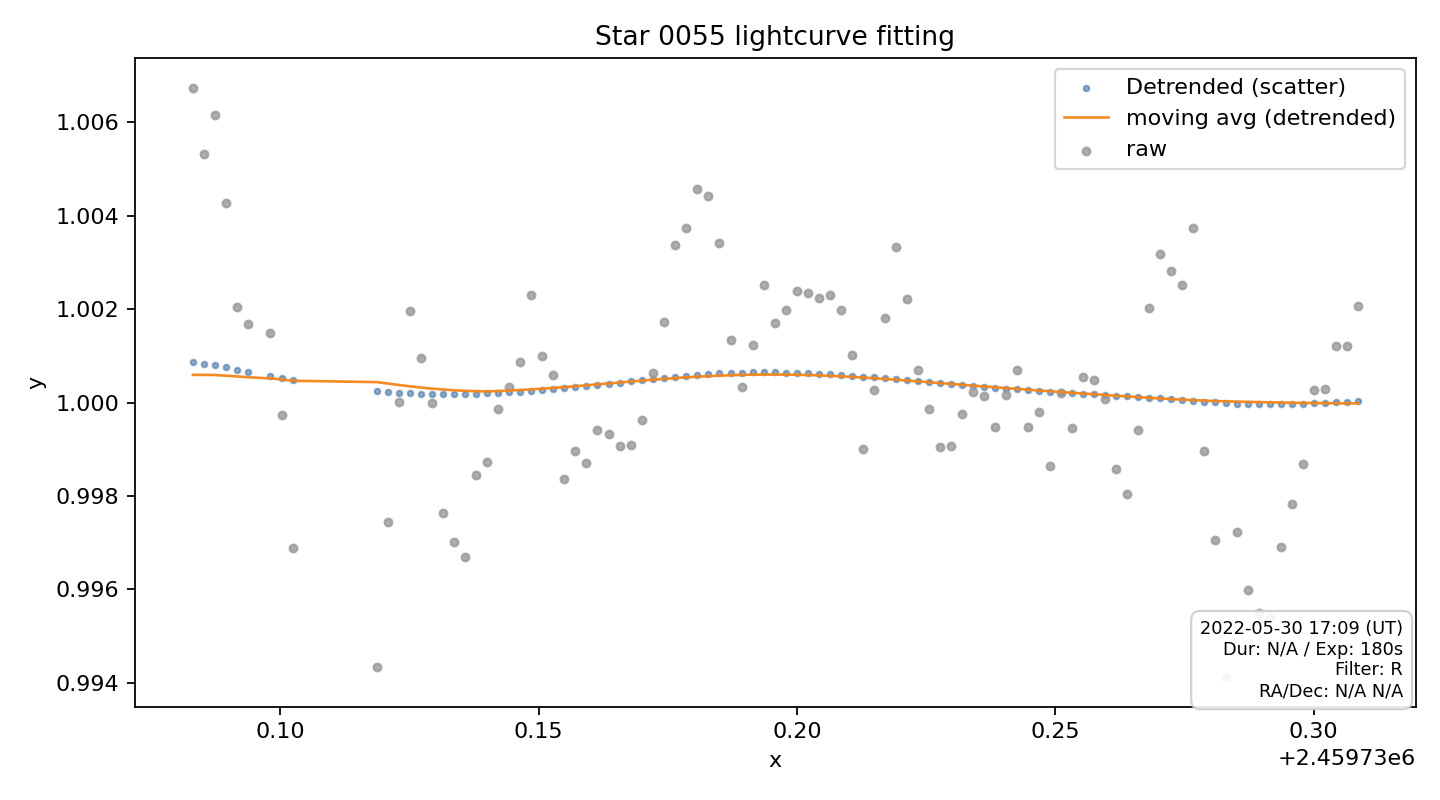 Star 0055 lightcurve fitting
Detrended (scatter)
moving avg (detrended)
raw
1.006
1.004
1.002
1.000
0.998
0.996
0.994
y
2022-05-30 17:09 (UT)
Dur: N/A / Exp: 180s
Filter: R
RA/Dec: N/A N/A
0.10 0.15 0.20 0.25 0.30
+2.45973e6
x